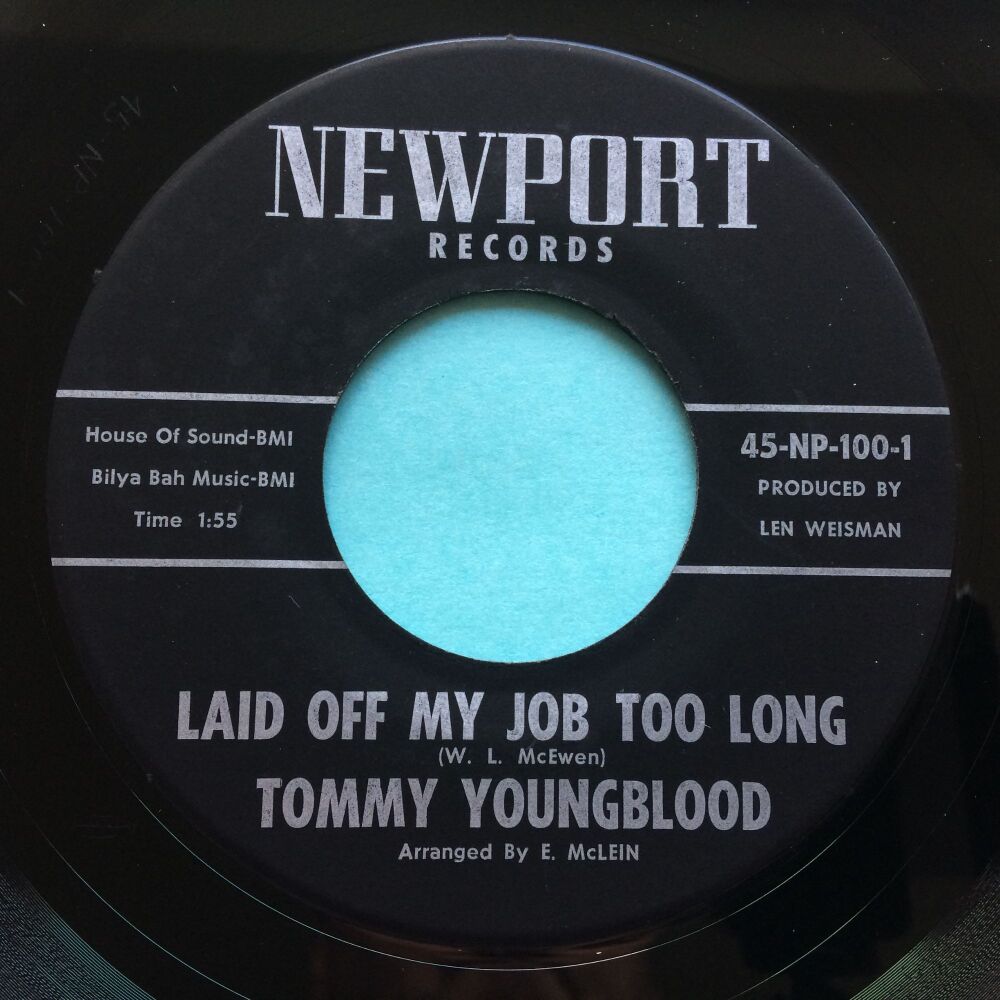 NEWPORT
RECORDS
House Of Sound-BMI
Bilya Bah Music-BMI
Time 1:55
45-NP-100-1
PRODUCED BY
LEN WEISMAN
LAID OFF MY JOB TOO LONG
(W. L. McEwen)
TOMMY YOUNGBLOOD
Arranged By E. McLEIN